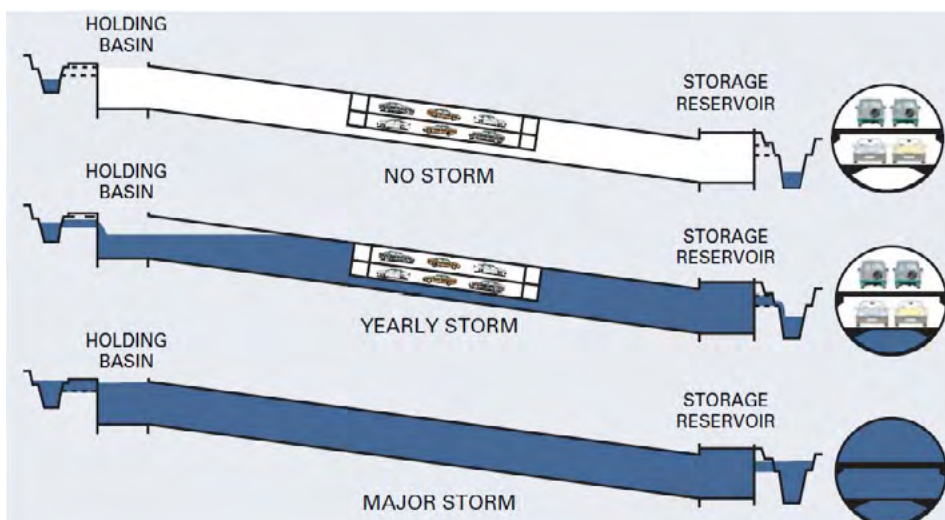 HOLDING
BASIN
STORAGE
RESERVOIR
NO STORM
HOLDING
BASIN
STORAGE
RESERVOIR
YEARLY STORM
HOLDING
BASIN
STORAGE
RESERVOIR
MAJOR STORM